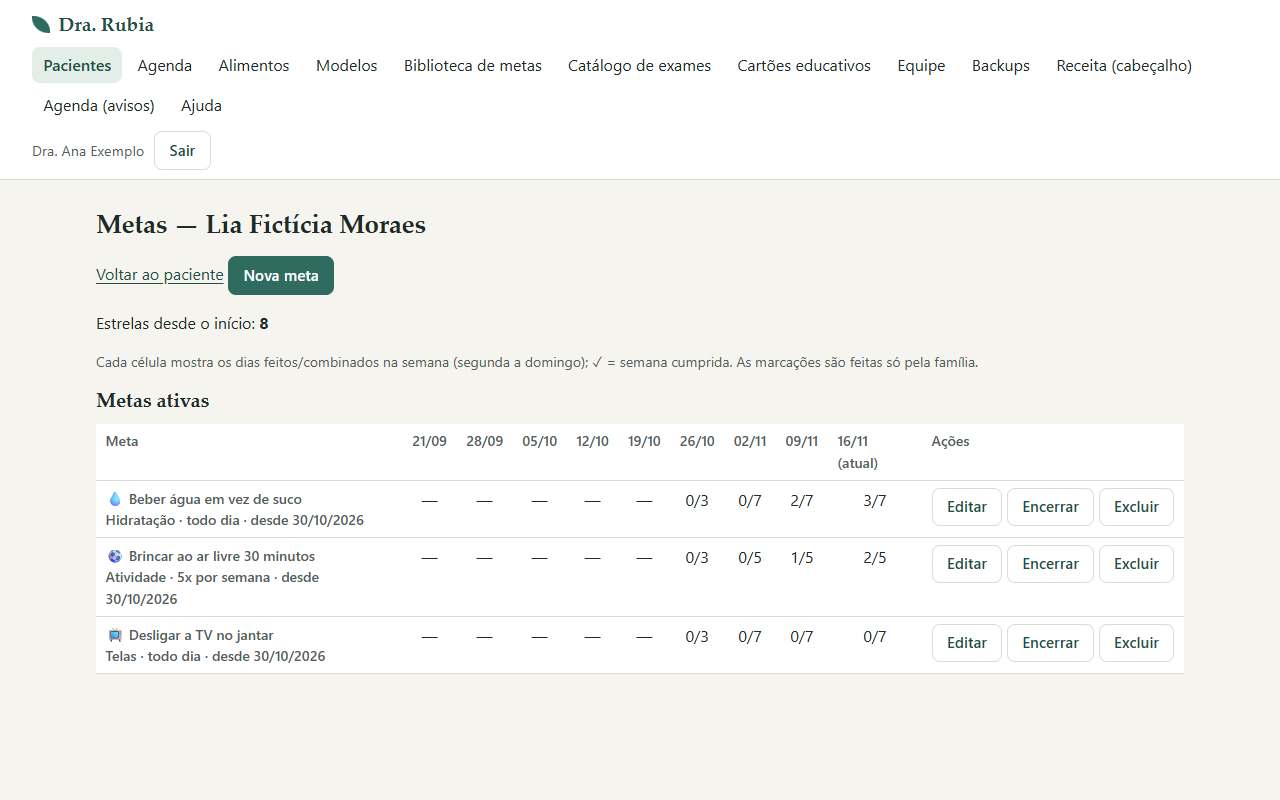 Dra. Rubia
Pacientes Agenda Alimentos Modelos Biblioteca de metas Catálogo de exames Cartões educativos Equipe Backups Receita (cabeçalho)
Agenda (avisos) Ajuda
Dra. Ana Exemplo Sair
Metas — Lia Fictícia Moraes
Voltar ao paciente Nova meta
Estrelas desde o início: 8
Cada célula mostra os dias feitos/combinados na semana (segunda a domingo); ✓ = semana cumprida. As marcações são feitas só pela família.
Metas ativas
Meta 21/09 28/09 05/10 12/10 19/10 26/10 02/11 09/11 16/11 Ações
(atual)
Beber água em vez de suco — — — — — 0/3 0/7 2/7 3/7 Editar Encerrar Excluir
Hidratação · todo dia · desde 30/10/2026
Brincar ao ar livre 30 minutos — — — — — 0/3 0/5 1/5 2/5 Editar Encerrar Excluir
Atividade · 5x por semana · desde
30/10/2026
Desligar a TV no jantar — — — — — 0/3 0/7 0/7 0/7 Editar Encerrar Excluir
Telas · todo dia · desde 30/10/2026